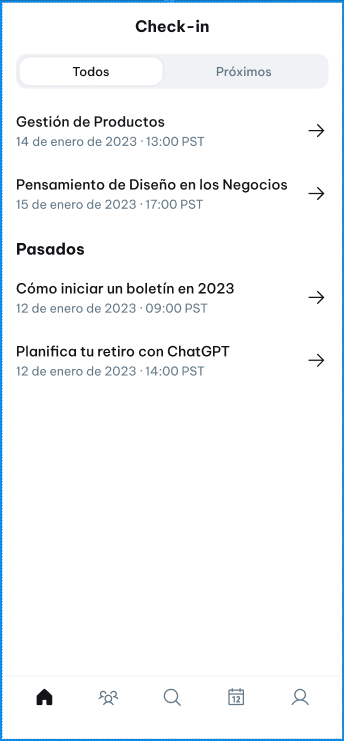 Check-in
Todos
Próximos
Gestión de Productos
14 de enero de 2023 · 13:00 PST
Pensamiento de Diseño en los Negocios
15 de enero de 2023 · 17:00 PST
Pasados
Cómo iniciar un boletín en 2023
12 de enero de 2023 · 09:00 PST
Planifica tu retiro con ChatGPT
12 de enero de 2023 · 14:00 PST
12